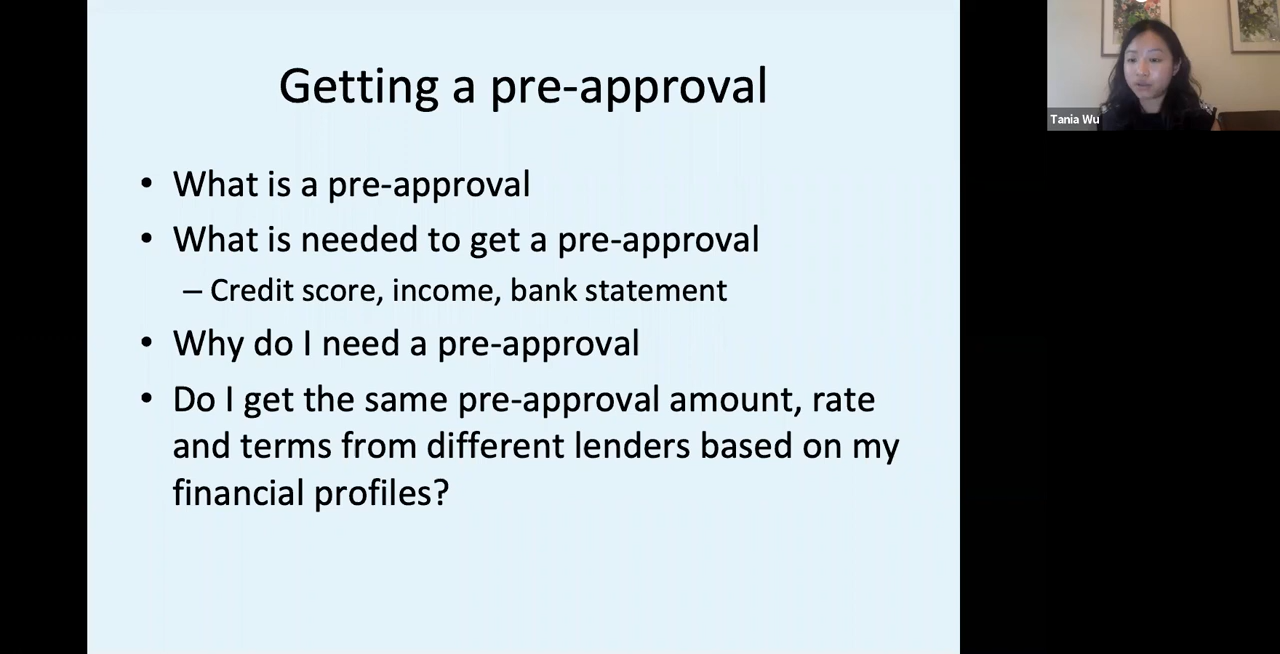 Getting a pre-approval
• What is a pre-approval
• What is needed to get a pre-approval
– Credit score, income, bank statement
• Why do I need a pre-approval
• Do I get the same pre-approval amount, rate
and terms from different lenders based on my
financial profiles?
Tania Wu